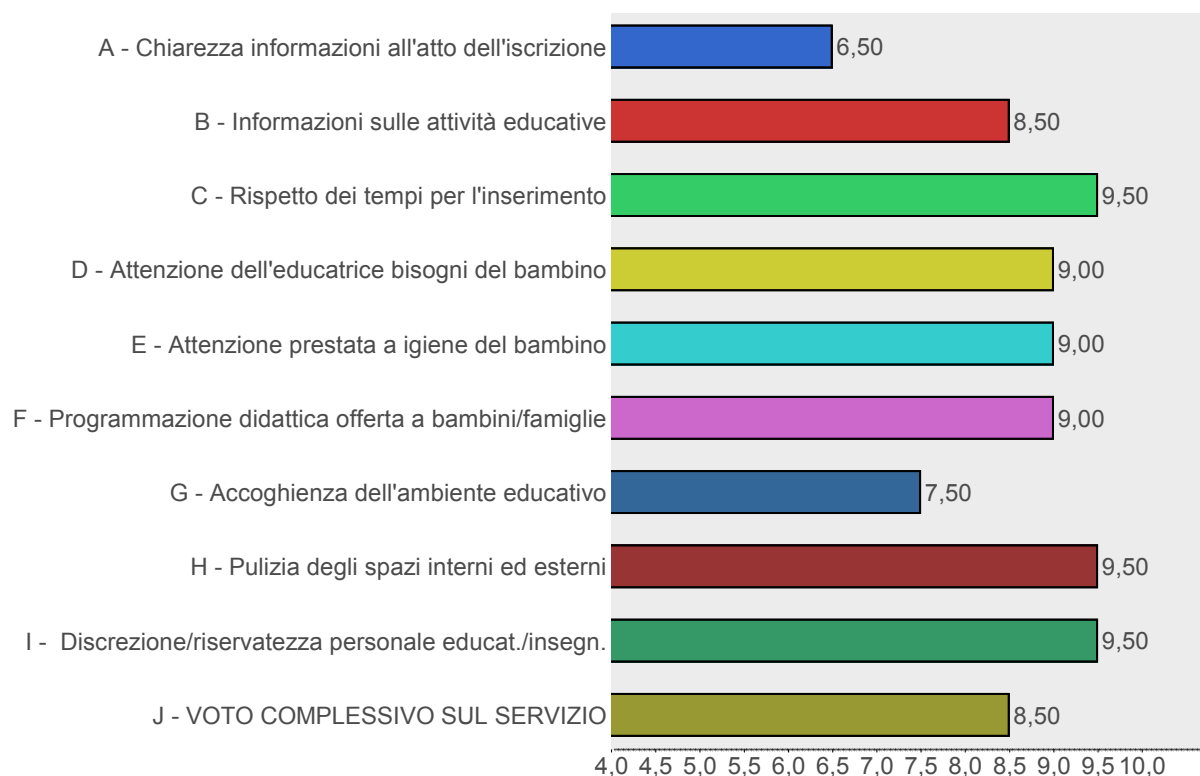 A - Chiarezza informazioni all'atto dell'iscrizione 6,50
B - Informazioni sulle attività educative 8,50
C - Rispetto dei tempi per l'inserimento 9,50
D - Attenzione dell'educatrice bisogni del bambino 9,00
E - Attenzione prestata a igiene del bambino 9,00
F - Programmazione didattica offerta a bambini/famiglie 9,00
G - Accoghienza dell'ambiente educativo 7,50
H - Pulizia degli spazi interni ed esterni 9,50
I - Discrezione/riservatezza personale educat./insegn. 9,50
J - VOTO COMPLESSIVO SUL SERVIZIO 8,50
4,0 4,5 5,0 5,5 6,0 6,5 7,0 7,5 8,0 8,5 9,0 9,5 10,0